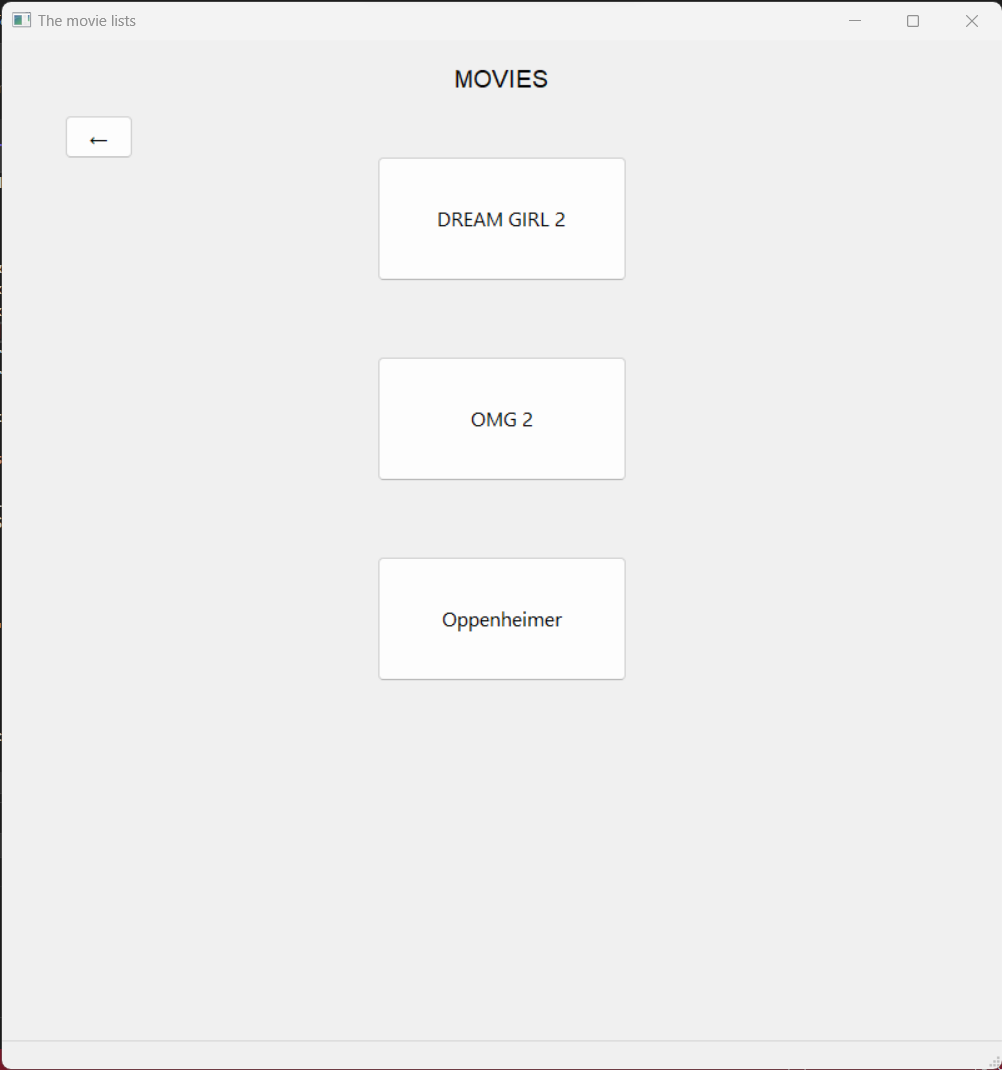 The movie lists
MOVIES
←
DREAM GIRL 2
OMG 2
Oppenheimer